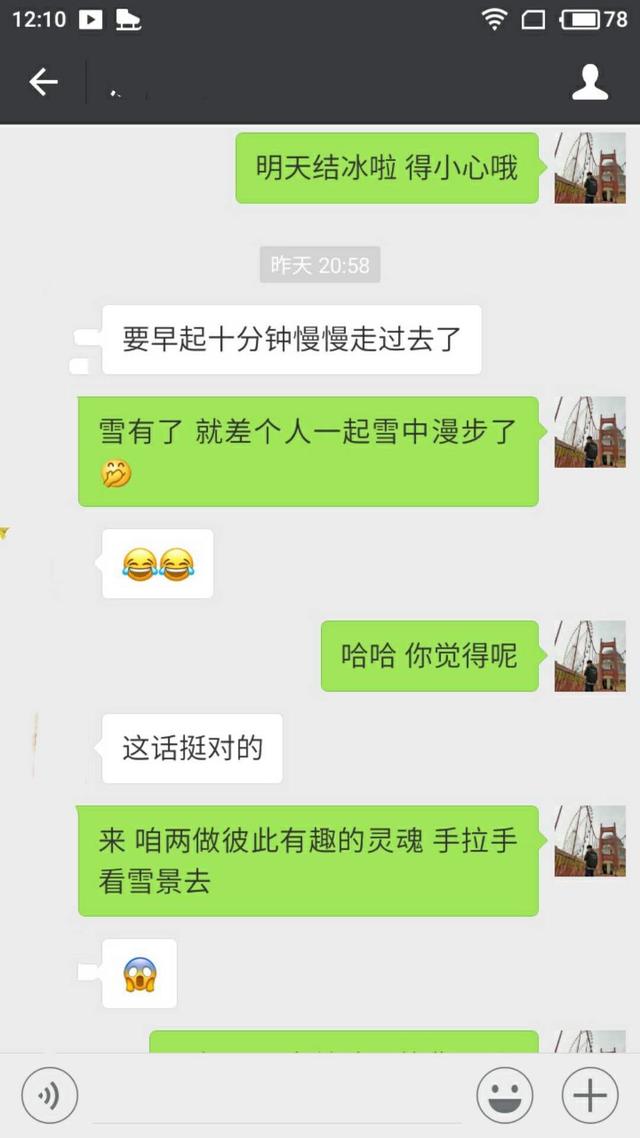 12:10
78
明天结冰啦 得小心哦
昨天 20:58
要早起十分钟慢慢走过去了
雪有了 就差个人一起雪中漫步了
🤭
😂😂
哈哈 你觉得呢
这话挺对的
来 咱两做彼此有趣的灵魂 手拉手
看雪景去
😱